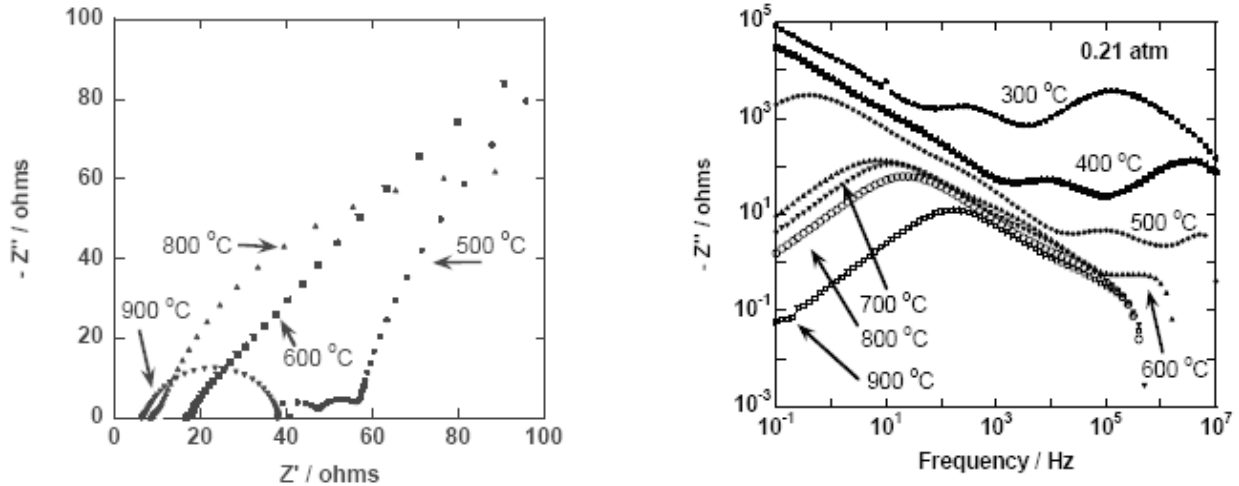 100
80
60
40
20
0
- Z'' / ohms
800 °C
500 °C
900 °C
600 °C
0 20 40 60 80 100
Z' / ohms
10^5
10^3
10^1
10^-1
10^-3
- Z'' / ohms
0.21 atm
300 °C
400 °C
500 °C
700 °C
800 °C
600 °C
900 °C
10^-1 10^1 10^3 10^5 10^7
Frequency / Hz